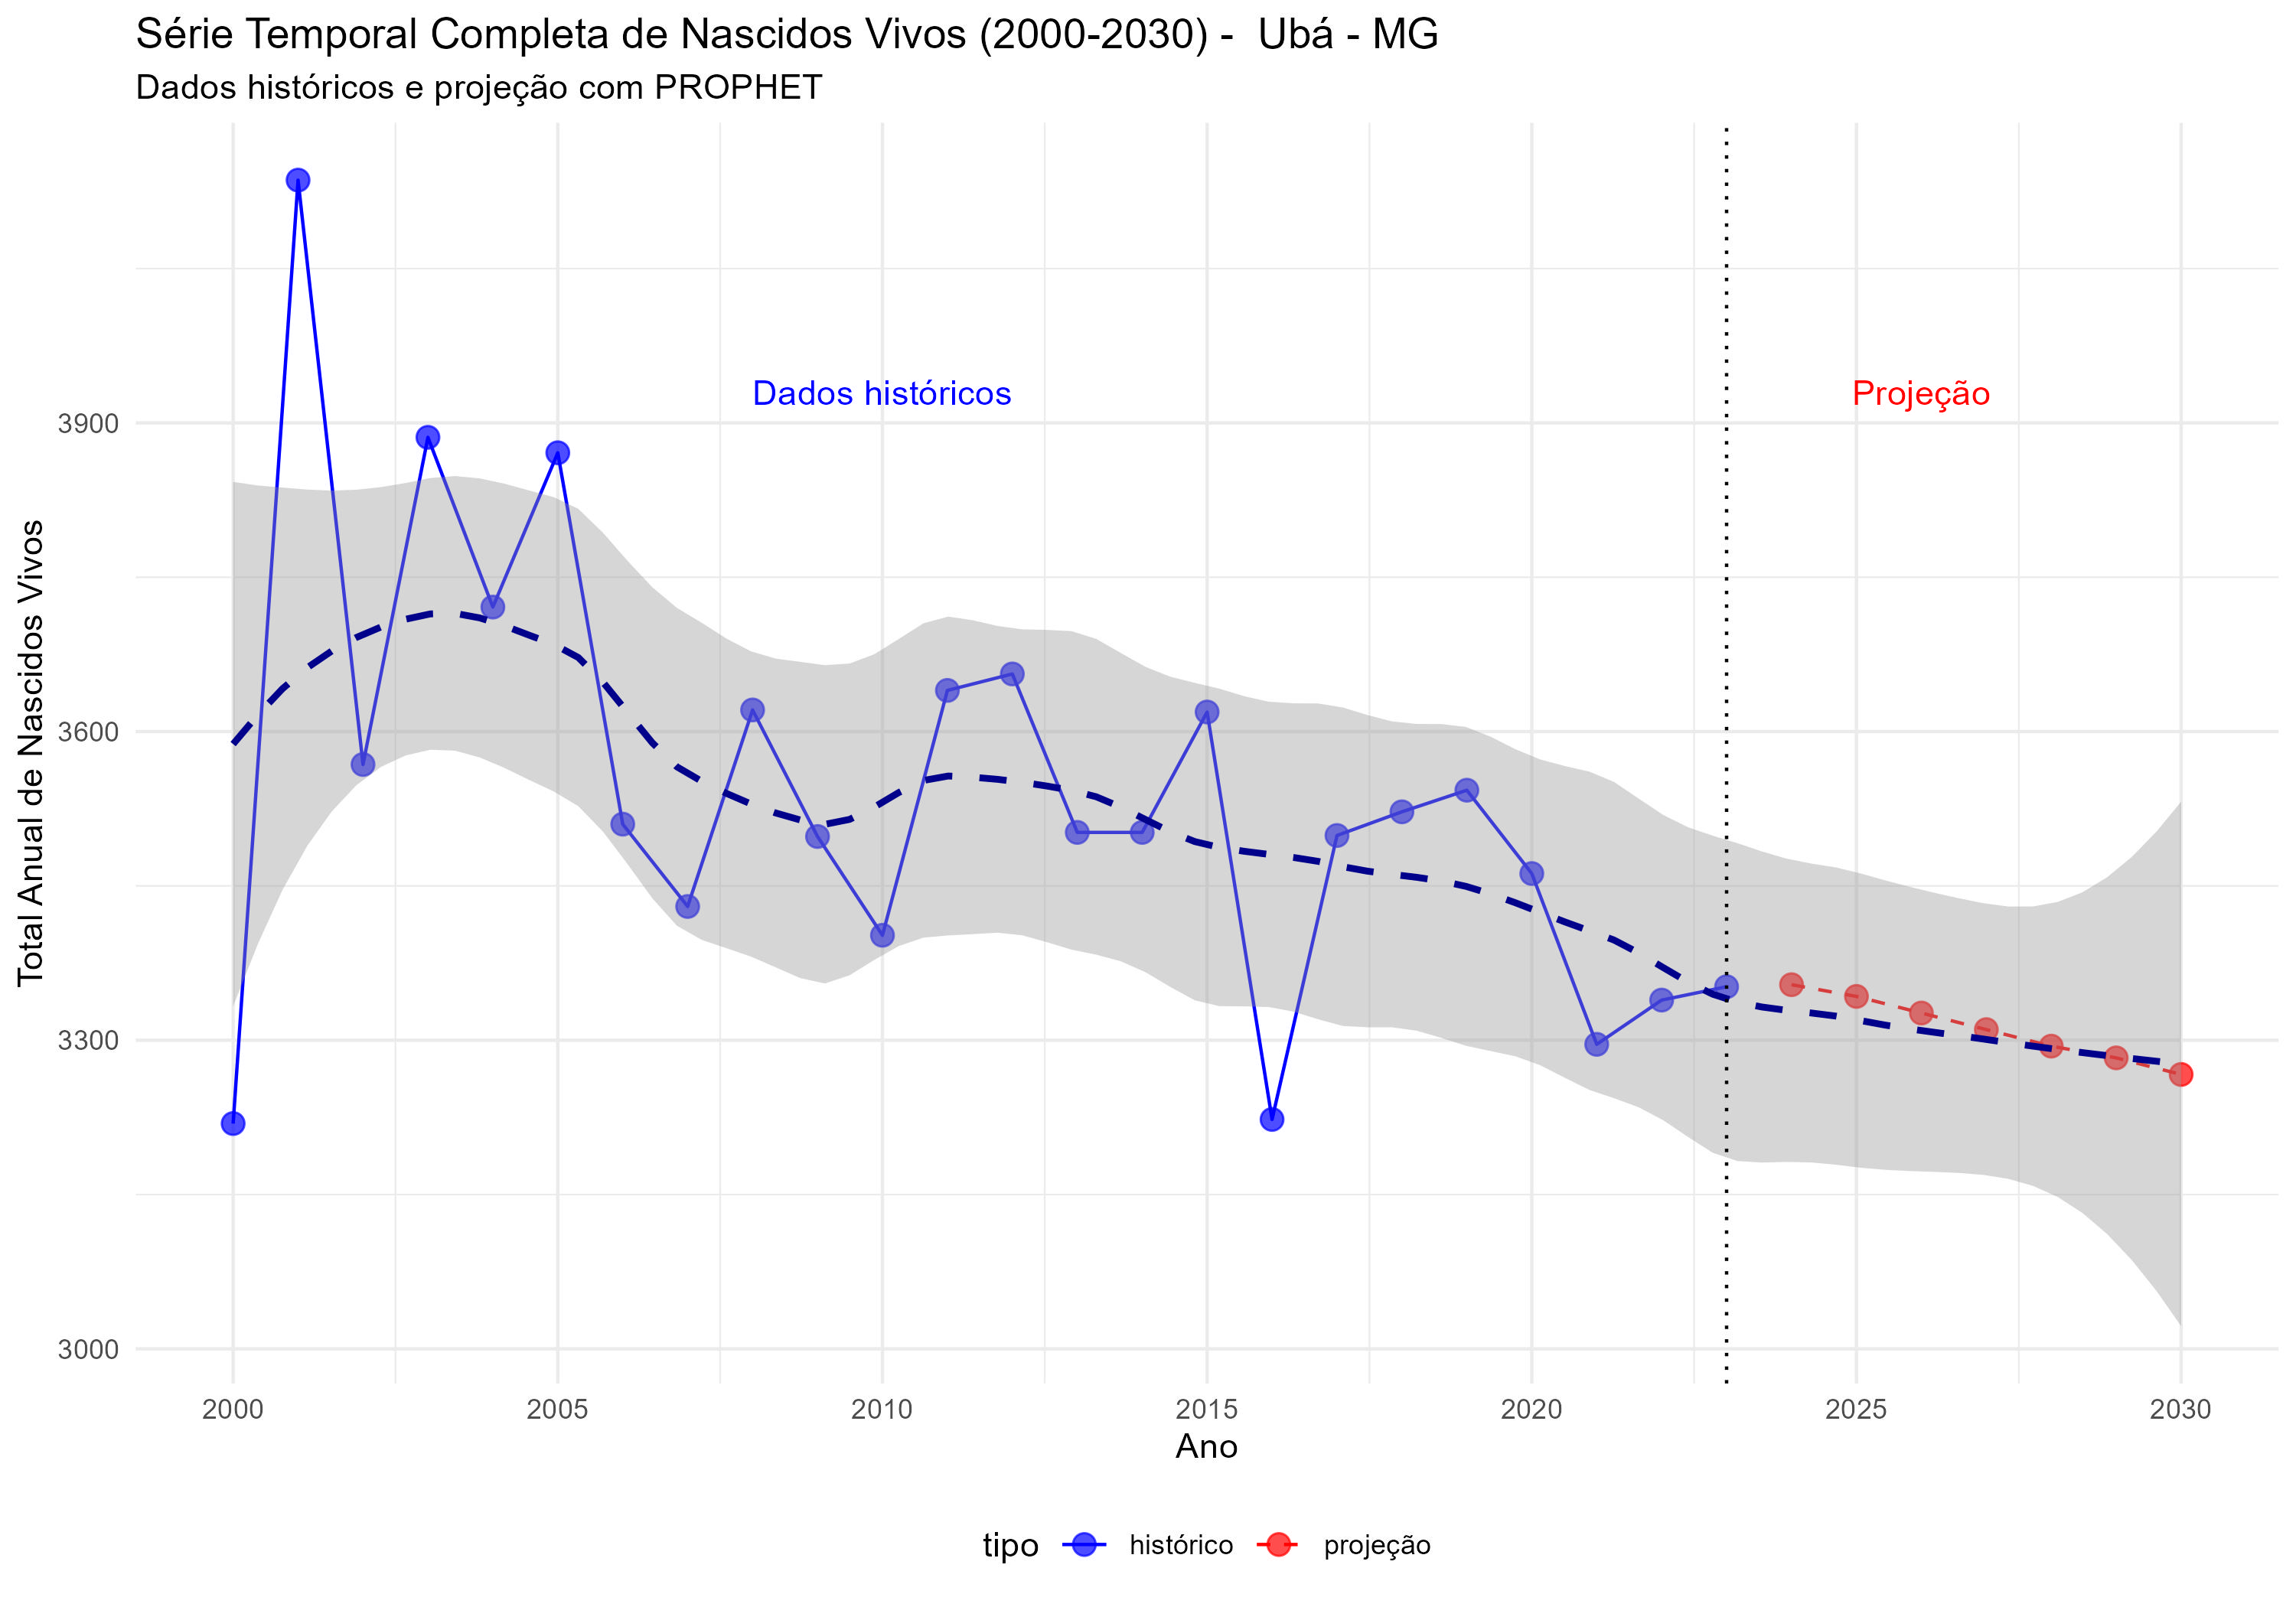 Série Temporal Completa de Nascidos Vivos (2000-2030) -  Ubá - MG
Dados históricos e projeção com PROPHET
Total Anual de Nascidos Vivos
Dados históricos
Projeção
3900
3600
3300
3000
2000 2005 2010 2015 2020 2025 2030
Ano
tipo histórico projeção